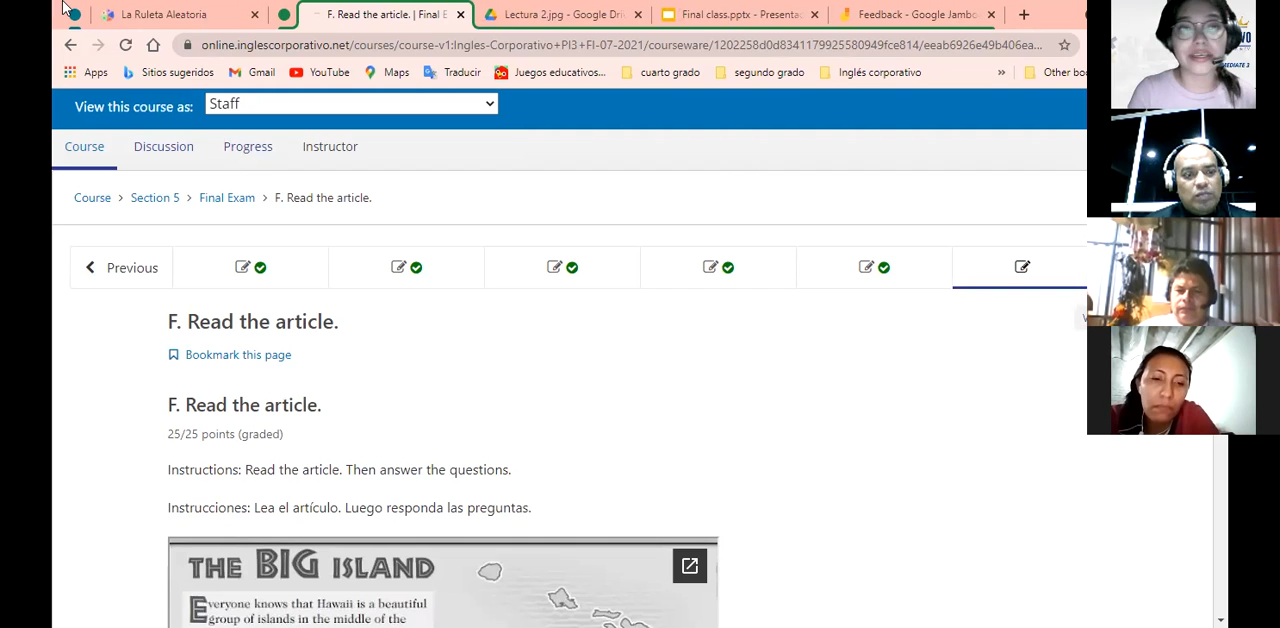 La Ruleta Aleatoria
F. Read the article. | Final E
Lectura 2.jpg - Google Dri
Final class.pptx - Presentac
Feedback - Google Jambo
online.inglescorporativo.net/courses/course-v1:Ingles-Corporativo+PI3+FI-07-2021/courseware/1202258d0d8341179925580949fce814/eeab6926e49b406ea...
Apps
Sitios sugeridos
Gmail
YouTube
Maps
Traducir
Juegos educativos...
cuarto grado
segundo grado
Inglés corporativo
»
Other boo
View this course as:
Staff
Course
Discussion
Progress
Instructor
Course > Section 5 > Final Exam > F. Read the article.
Previous
F. Read the article.
Bookmark this page
F. Read the article.
25/25 points (graded)
Instructions: Read the article. Then answer the questions.
Instrucciones: Lea el artículo. Luego responda las preguntas.
THE BIG ISLAND
Everyone knows that Hawaii is a beautiful
group of islands in the middle of the